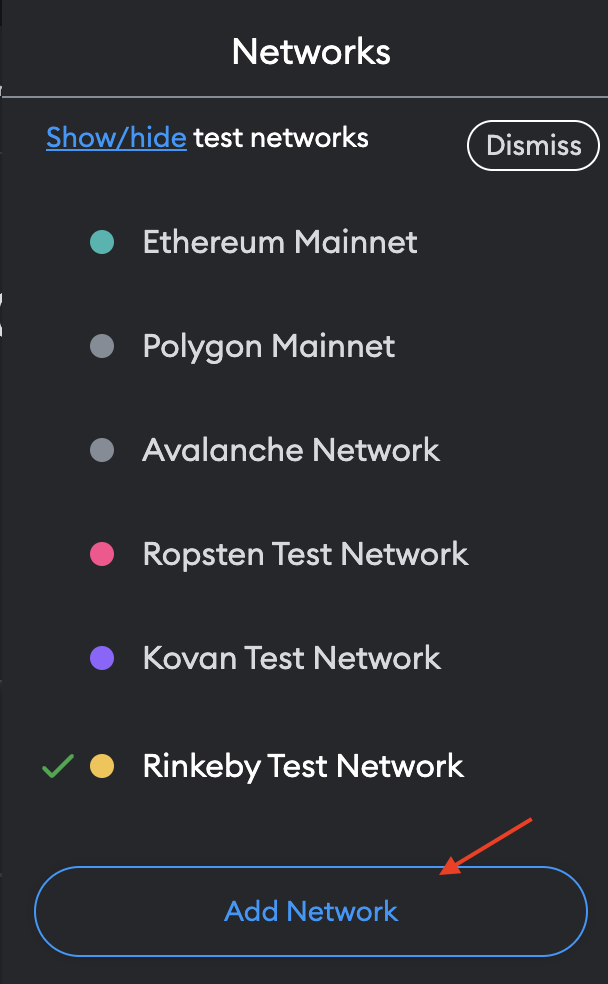 Networks
Show/hide test networks
Dismiss
Ethereum Mainnet
Polygon Mainnet
Avalanche Network
Ropsten Test Network
Kovan Test Network
Rinkeby Test Network
Add Network